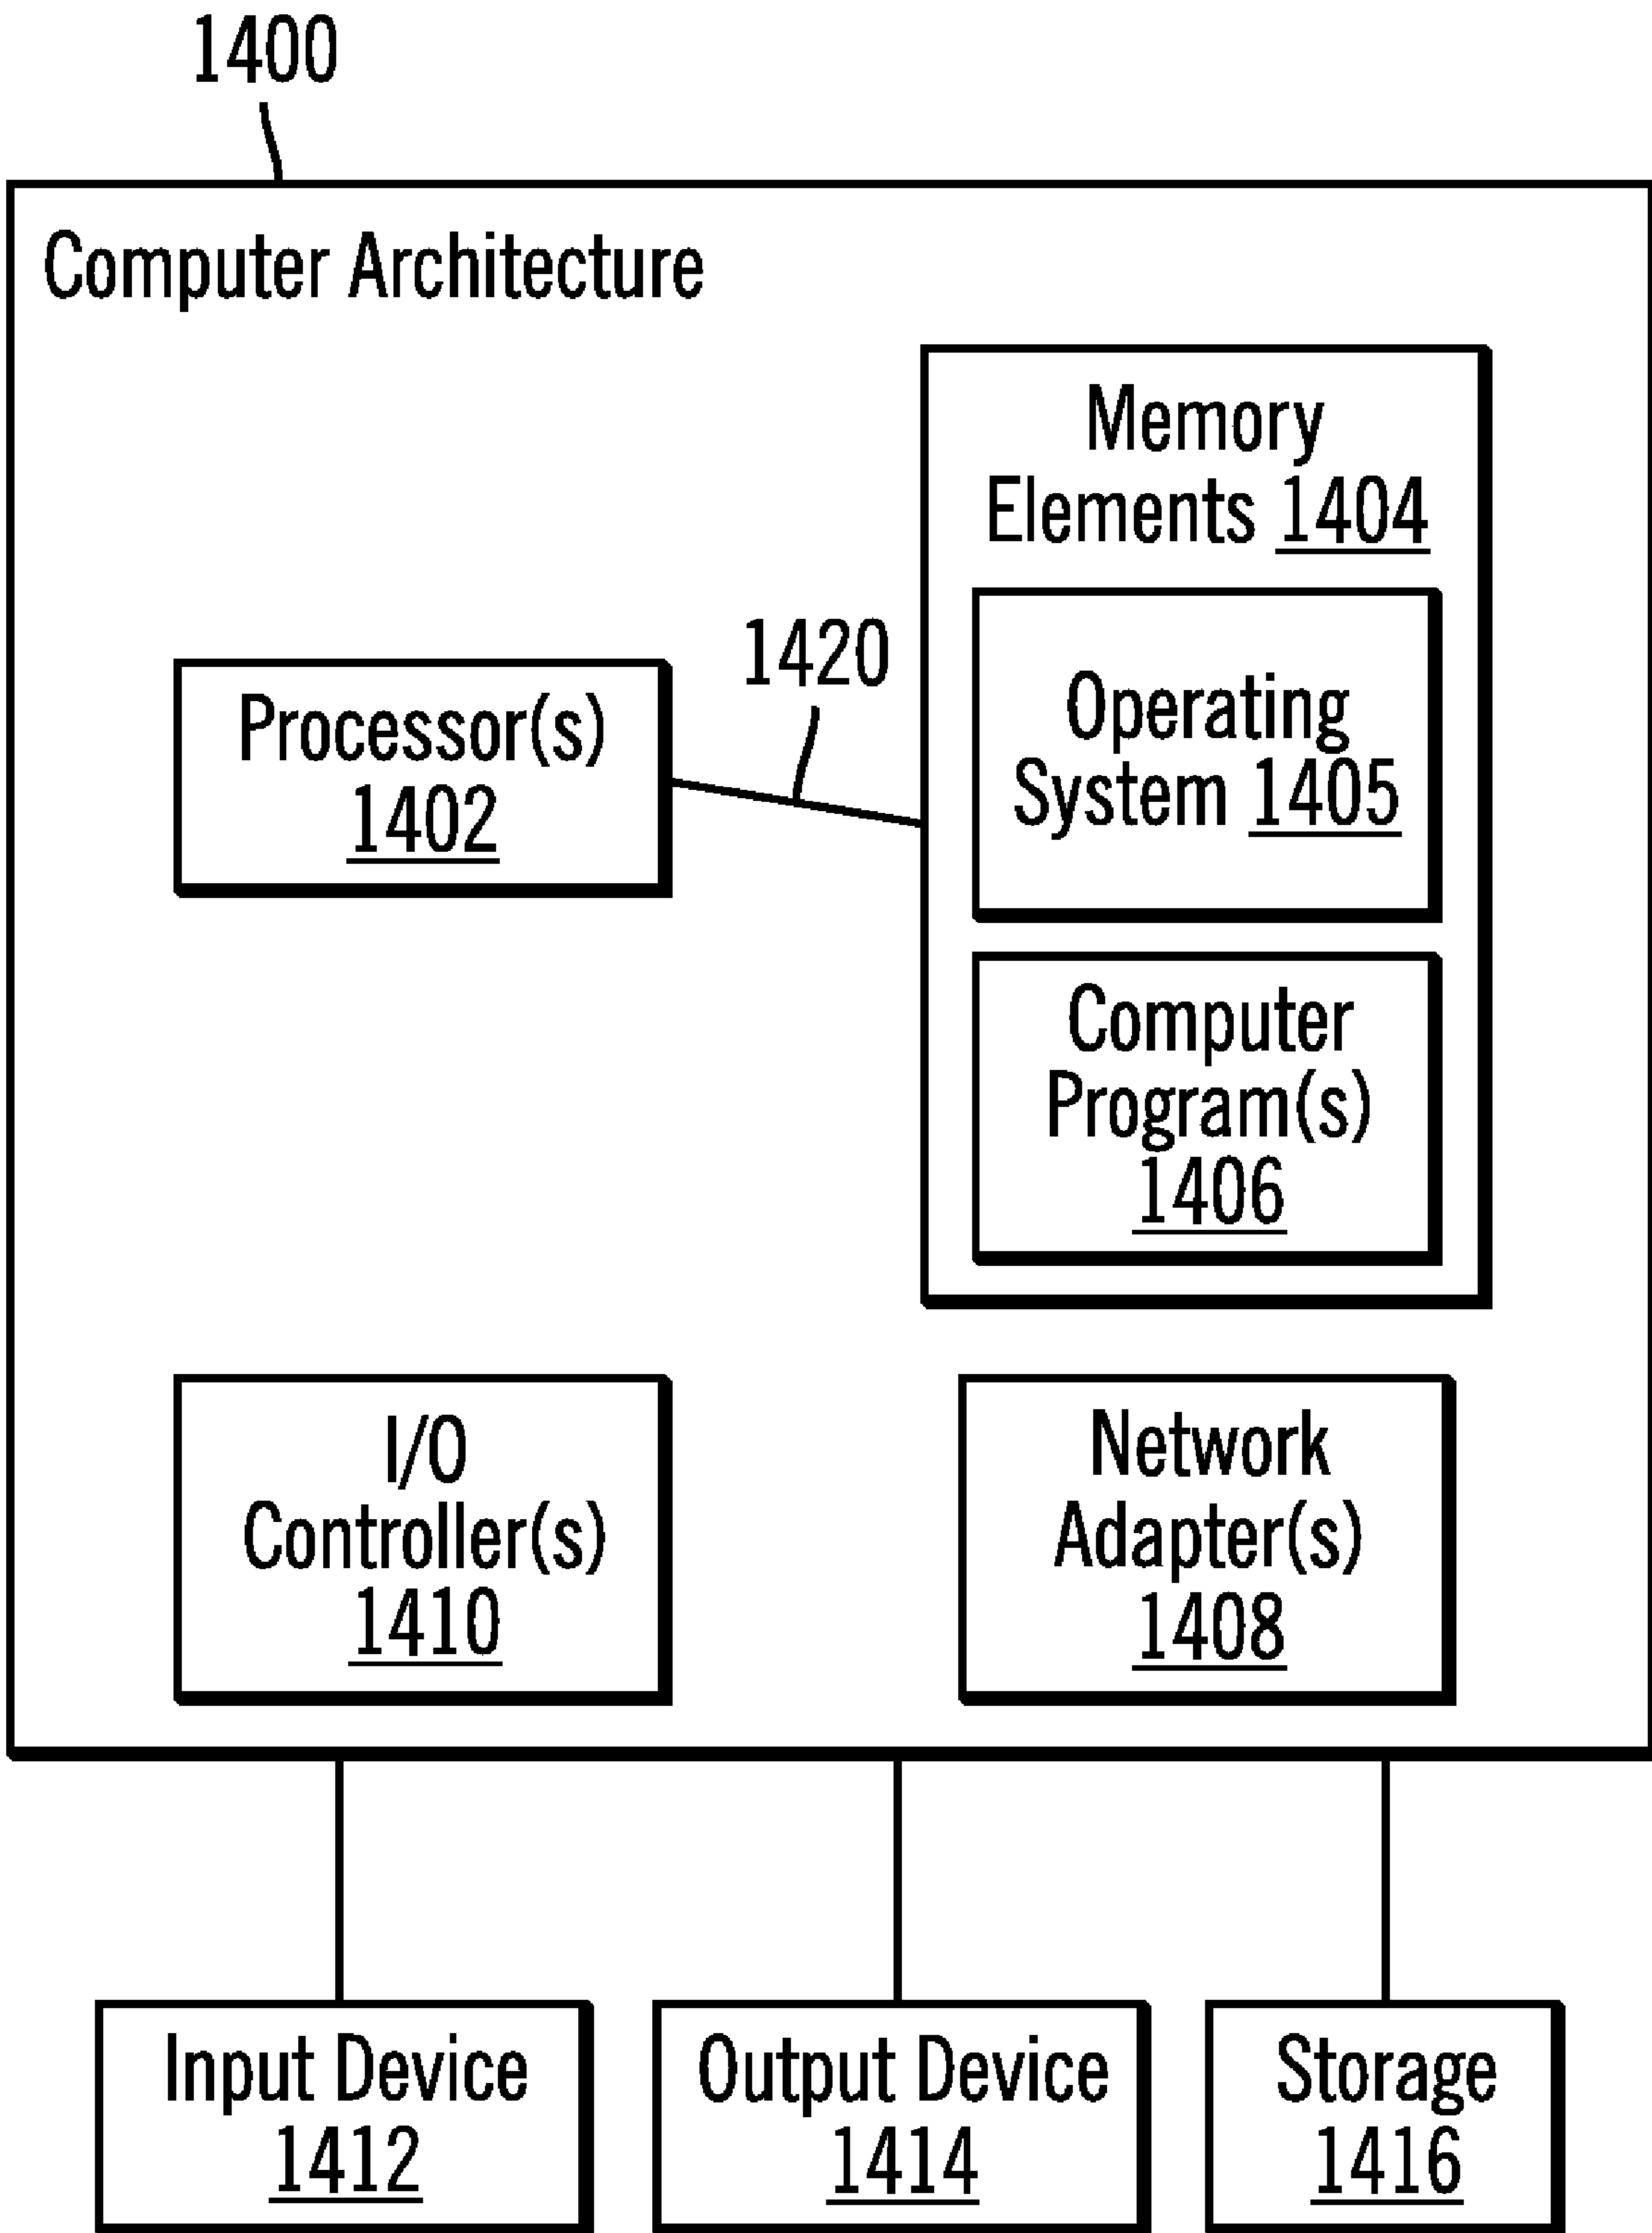 1400
Computer Architecture
Memory
Elements 1404
Operating
System 1405
1420
Processor(s)
1402
Computer
Program(s)
1406
I/O
Controller(s)
1410
Network
Adapter(s)
1408
Input Device
1412
Output Device
1414
Storage
1416